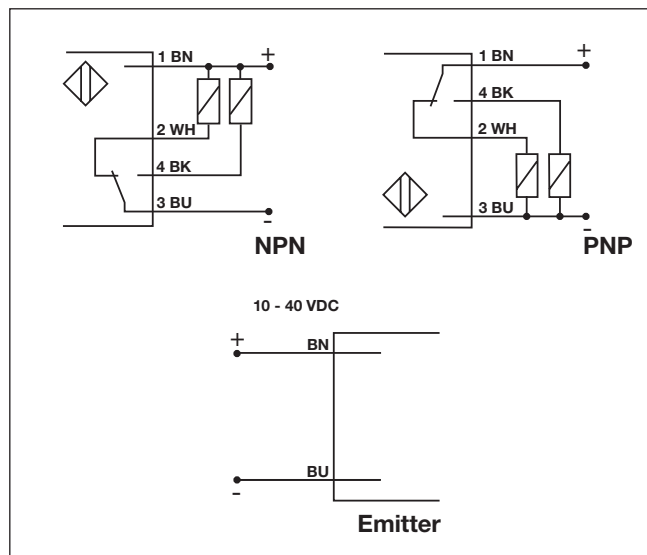 1 BN
+
2 WH
4 BK
3 BU
-
NPN
1 BN
+
4 BK
2 WH
3 BU
-
PNP
10 - 40 VDC
+
BN
BU
-
Emitter